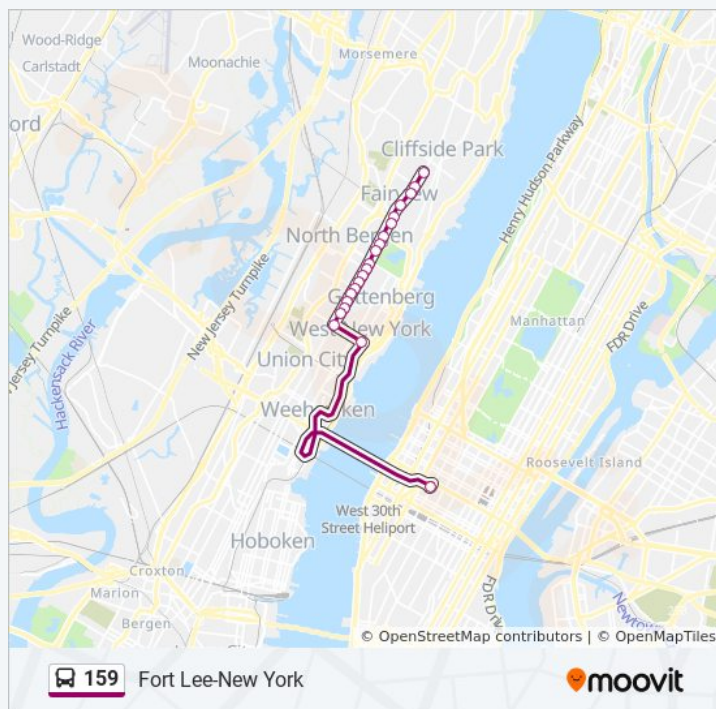 Wood-Ridge
Carlstadt
Moonachie
Morsemere
ord
Cliffside Park
Fairview
Henry Hudson Parkway
North Bergen
New Jersey Turnpike
Guttenberg
West New York
Manhattan
FDR Drive
Jersey Turnpike
Hackensack River
Union City
Weehawken
Roosevelt Island
West 30th
Street Heliport
Hoboken
Croxton
Marion
Bergen
FDR Driv
Newtow
© OpenStreetMap contributors | © OpenMapTiles
159 Fort Lee-New York moovit